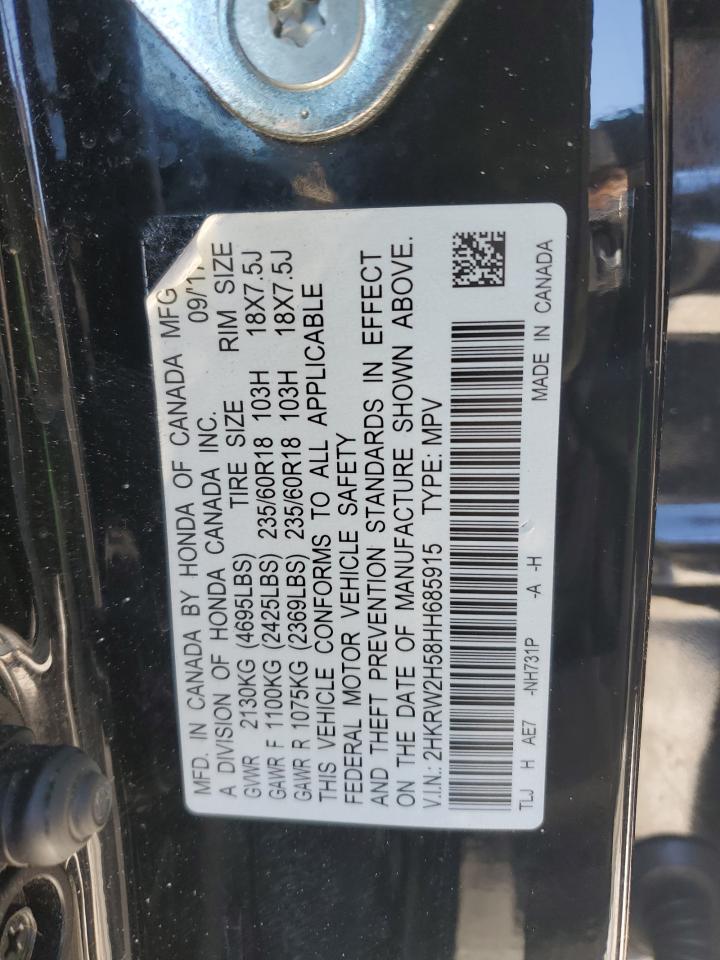 MFD. IN CANADA BY HONDA OF CANADA MFG
A DIVISION OF HONDA CANADA INC. 09/17
GVWR 2130KG (4695LBS) TIRE SIZE RIM SIZE
GAWR F 1100KG (2425LBS) 235/60R18 103H 18X7.5J
GAWR R 1075KG (2369LBS) 235/60R18 103H 18X7.5J
THIS VEHICLE CONFORMS TO ALL APPLICABLE
FEDERAL MOTOR VEHICLE SAFETY
AND THEFT PREVENTION STANDARDS IN EFFECT
ON THE DATE OF MANUFACTURE SHOWN ABOVE.
V.I.N.: 2HKRW2H58HH685915 TYPE: MPV
TLJ H AE7 -NH731P -A -H MADE IN CANADA